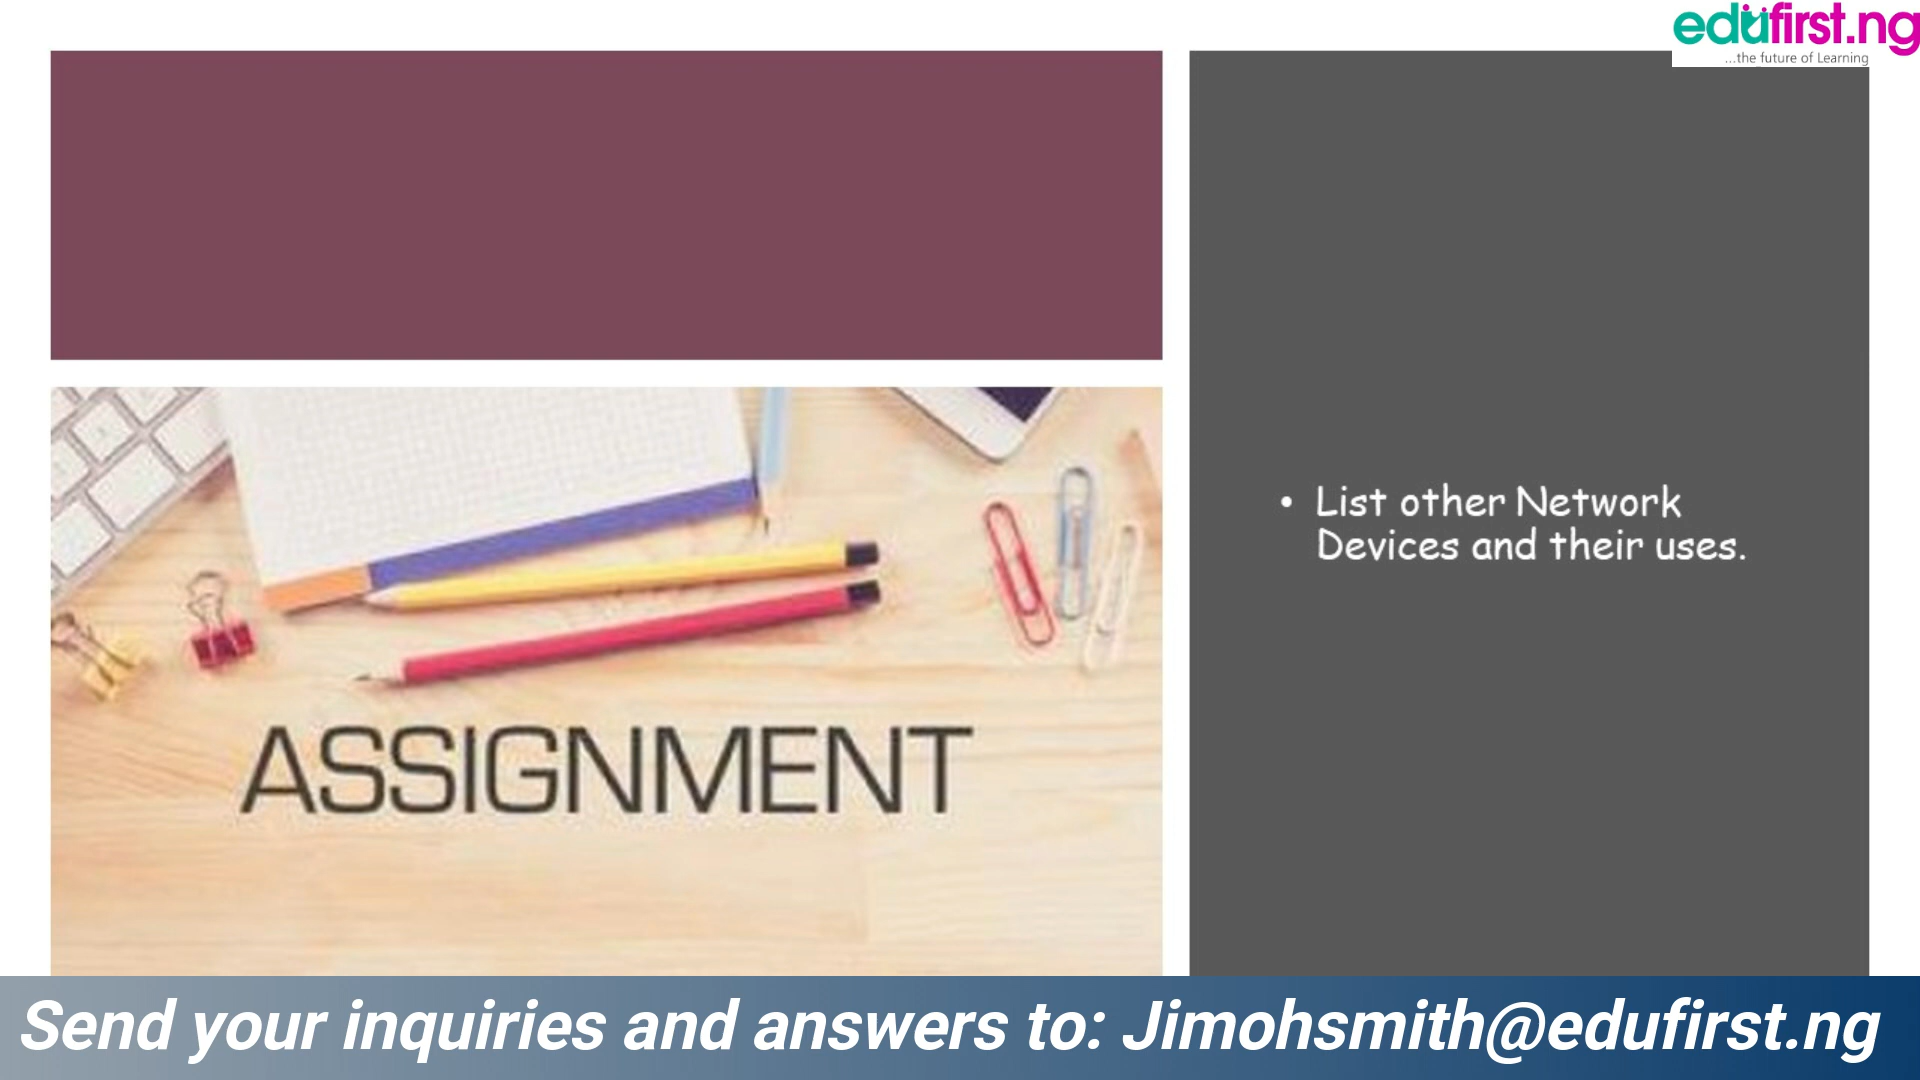 edufirst.ng
...the future of Learning
• List other Network
Devices and their uses.
ASSIGNMENT
Send your inquiries and answers to: Jimohsmith@edufirst.ng